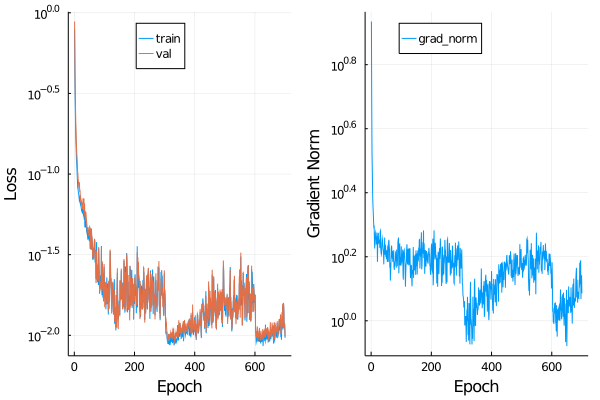 10^0.0
10^−0.5
10^−1.0
10^−1.5
10^−2.0
Loss
train
val
0
200
400
600
Epoch
10^0.8
10^0.6
10^0.4
10^0.2
10^0.0
Gradient Norm
grad_norm
0
200
400
600
Epoch